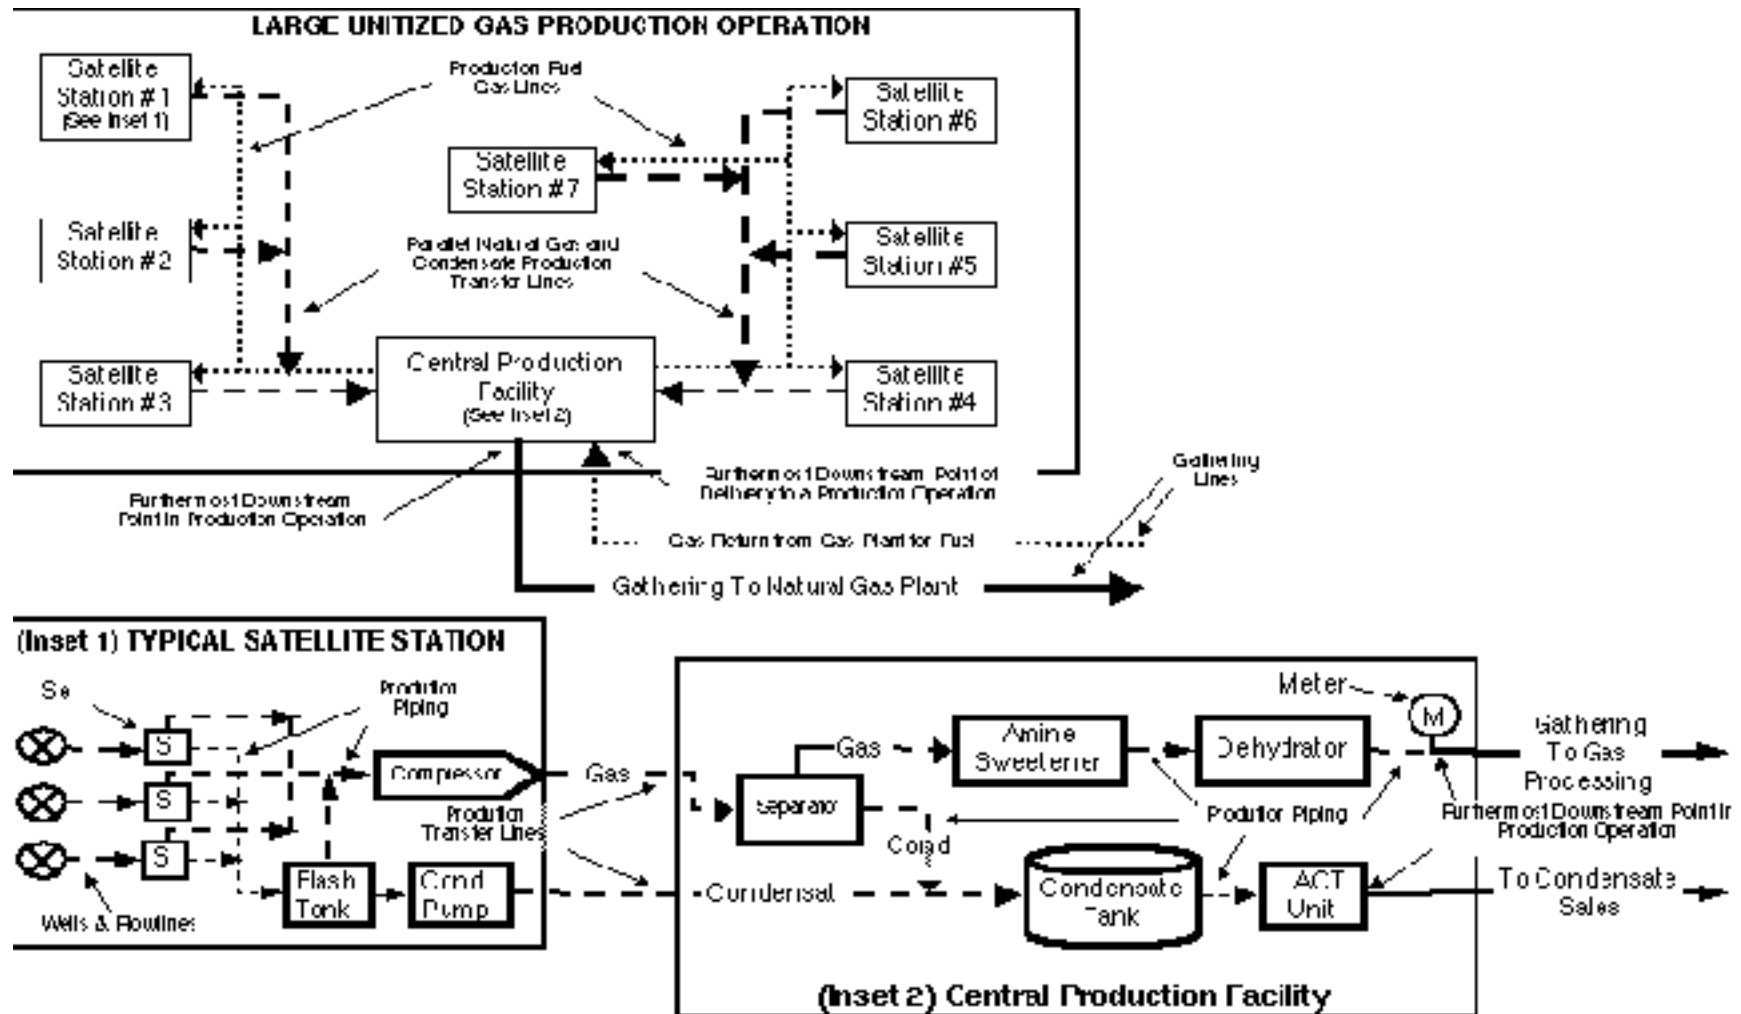 LARGE UNITIZED GAS PRODUCTION OPERATION
Satellite
Station #1
(See Inset 1)
Production Fuel
Gas Lines
Satellite
Station #6
Satellite
Station #7
Satellite
Station #2
Parallel Natural Gas and
Condensate Production
Transfer Lines
Satellite
Station #5
Satellite
Station #3
Central Production
Facility
(See Inset 2)
Satellite
Station #4
Gathering
Lines
Furthermost Downstream
Point in Production Operation
Furthermost Downstream Point of
Delivery to a Production Operation
Gas Return from Gas Plant for Fuel
Gathering To Natural Gas Plant
(Inset 1) TYPICAL SATELLITE STATION
Se
Production
Piping
S
S
S
Compressor
Gas
Production
Transfer Lines
Flash
Tank
Cond
Pump
Wells & Flowlines
Condensat
Meter
M
Gas
Amine
Sweetener
Dehydrator
Gathering
To Gas
Processing
Separator
Production Piping
Furthermost Downstream Point in
Production Operation
Cond
Condensate
Tank
ACT
Unit
To Condensate
Sales
(Inset 2) Central Production Facility